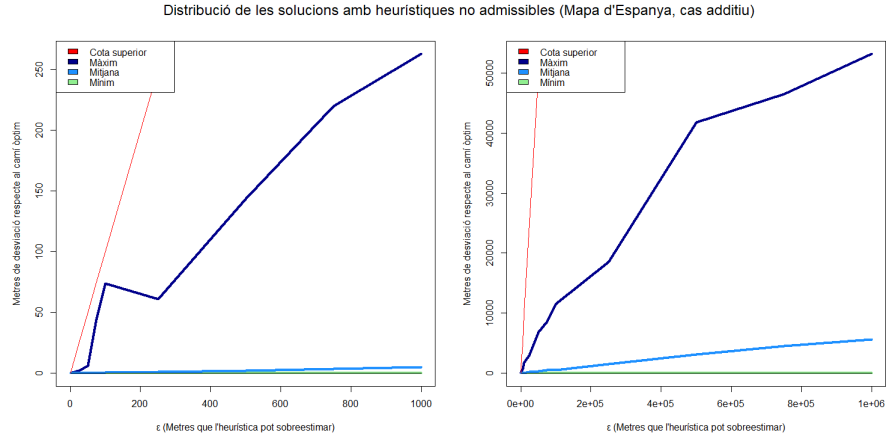 Distribució de les solucions amb heurístiques no admissibles (Mapa d'Espanya, cas additiu)
Cota superior
Màxim
Mitjana
Mínim
Metres de desviació respecte al camí òptim
0
50
100
150
200
250
0
200
400
600
800
1000
ε (Metres que l'heurística pot sobreestimar)
Cota superior
Màxim
Mitjana
Mínim
Metres de desviació respecte al camí òptim
0
10000
20000
30000
40000
50000
0e+00
2e+05
4e+05
6e+05
8e+05
1e+06
ε (Metres que l'heurística pot sobreestimar)